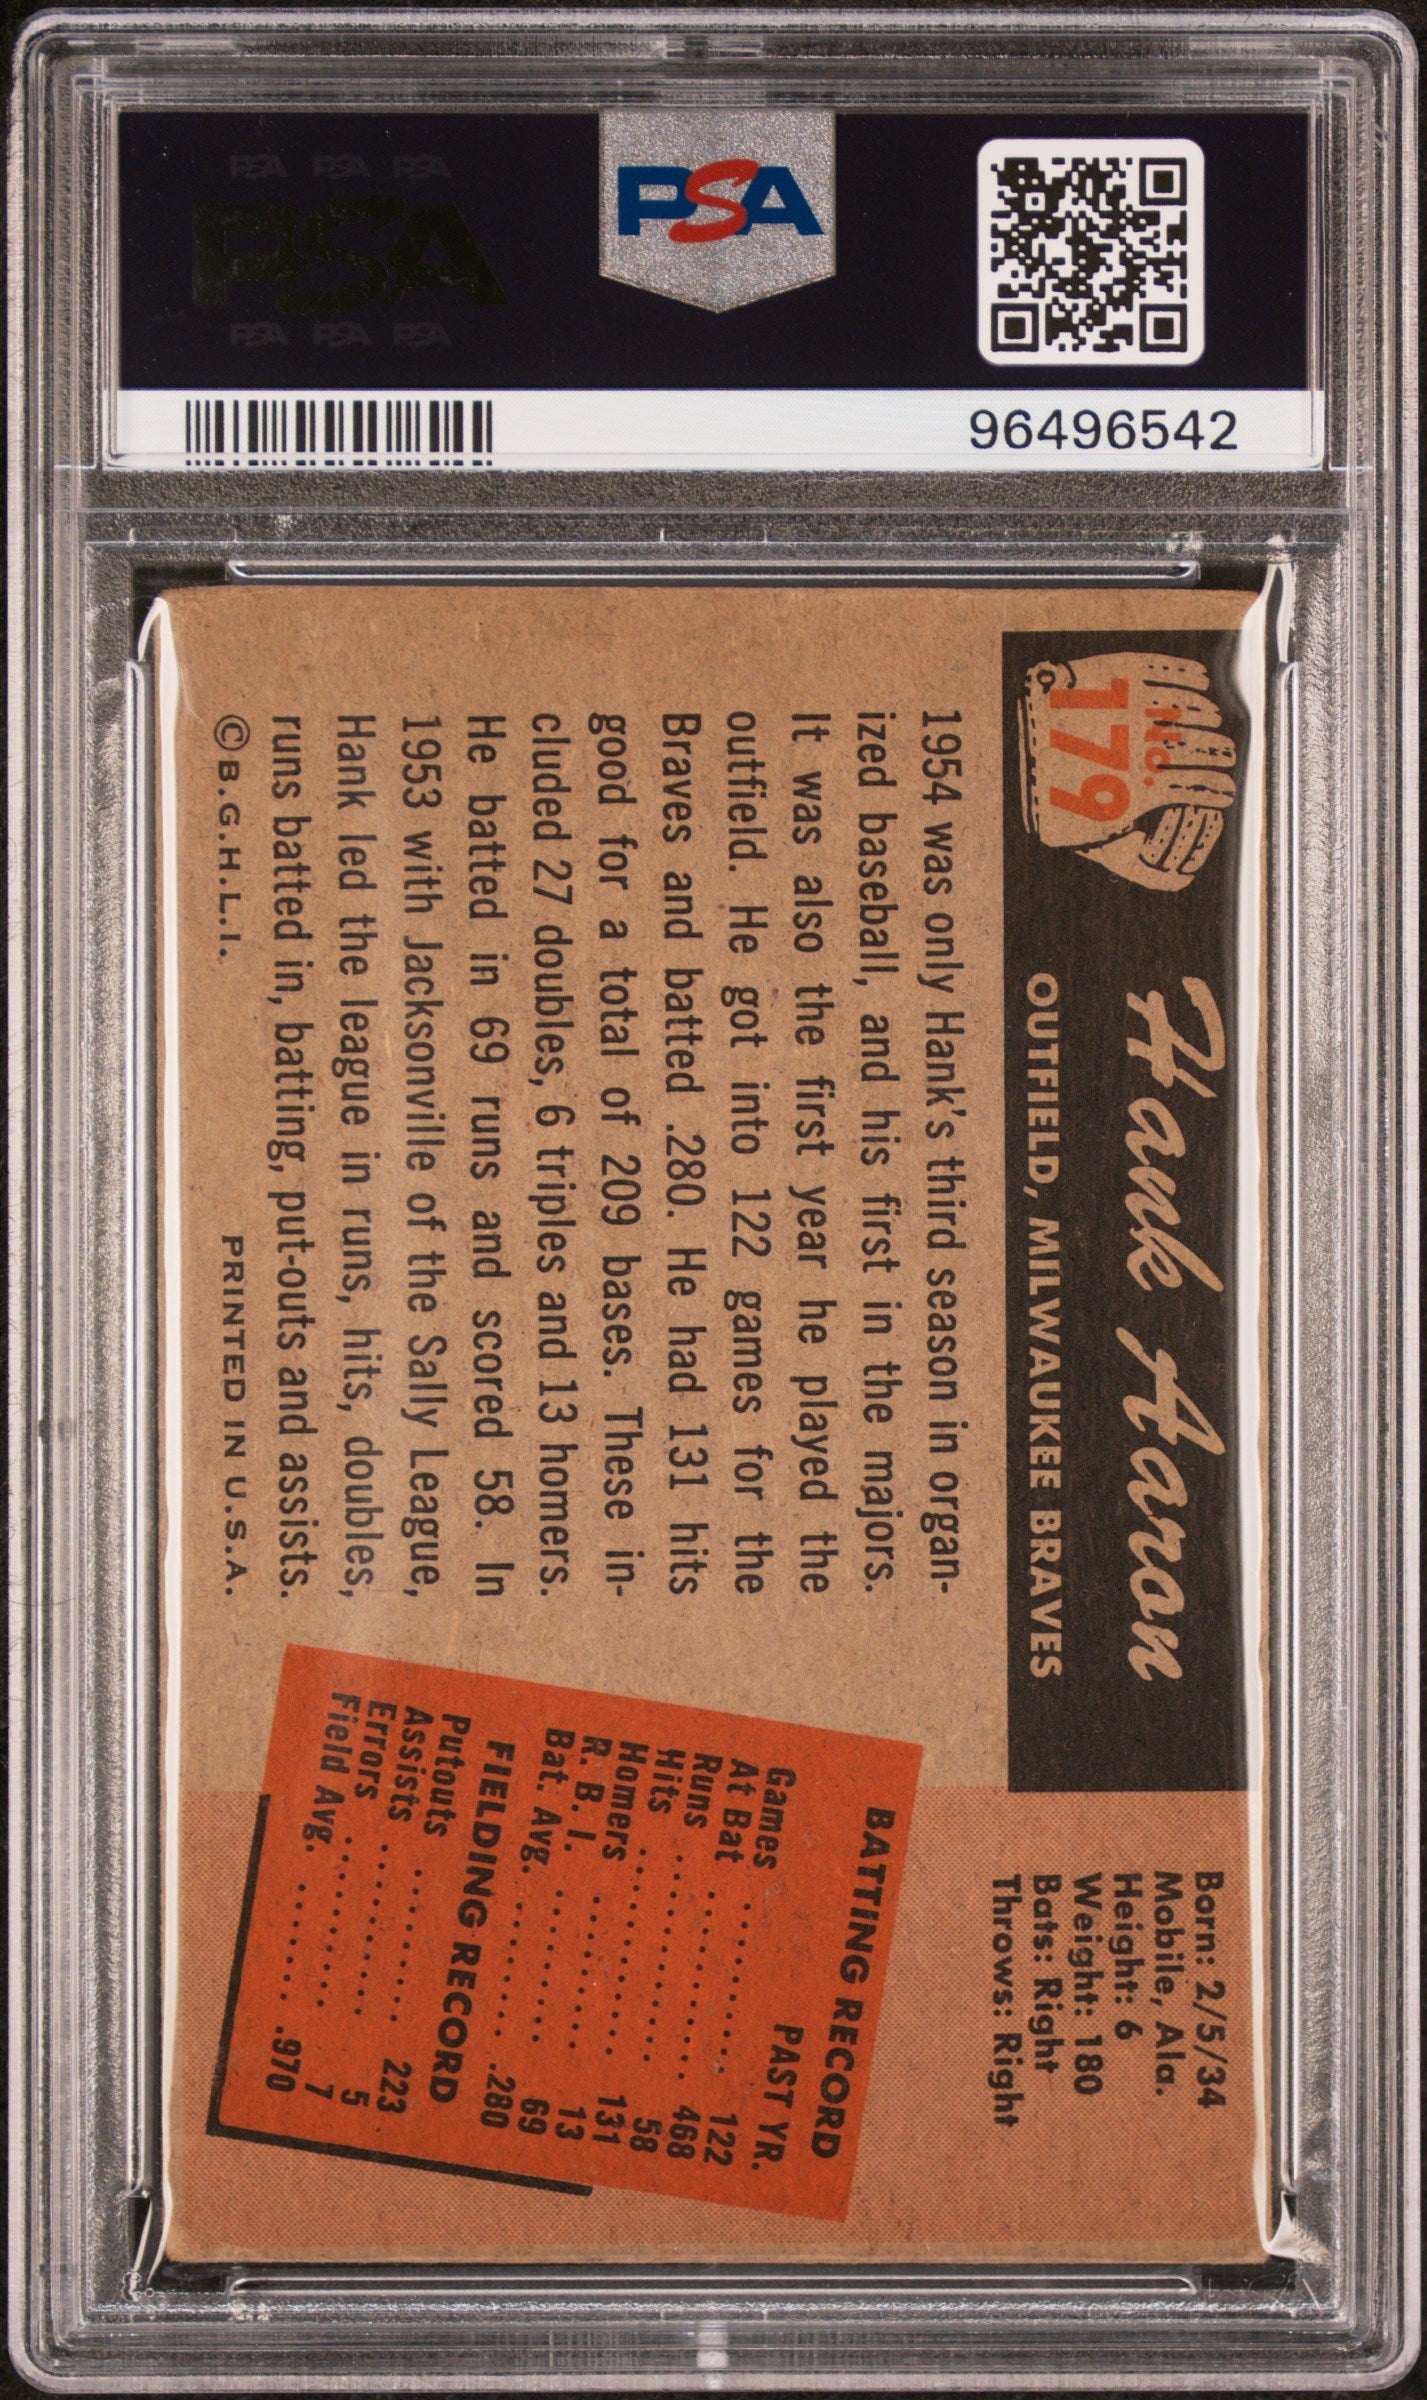 PSA PSA PSA
PSA
PSA PSA PSA
PSA
96496542
No.
179
Hank Aaron
OUTFIELD, MILWAUKEE BRAVES
Born: 2/5/34
Mobile, Ala.
Height: 6
Weight: 180
Bats: Right
Throws: Right
1954 was only Hank's third season in organ-
ized baseball, and his first in the majors.
It was also the first year he played the
outfield. He got into 122 games for the
Braves and batted .280. He had 131 hits
good for a total of 209 bases. These in-
cluded 27 doubles, 6 triples and 13 homers.
He batted in 69 runs and scored 58. In
1953 with Jacksonville of the Sally League,
Hank led the league in runs, hits, doubles,
runs batted in, batting, put-outs and assists.
©B.G.H.L.I. PRINTED IN U.S.A.
BATTING RECORD
PAST YR.
Games .......... 122
At Bat .......... 468
Runs .......... 58
Hits .......... 131
Homers .......... 13
R. B. I. .......... 69
Bat. Avg. .......... .280
FIELDING RECORD
Putouts .......... 223
Assists .......... 5
Errors .......... 7
Field Avg. .......... .970